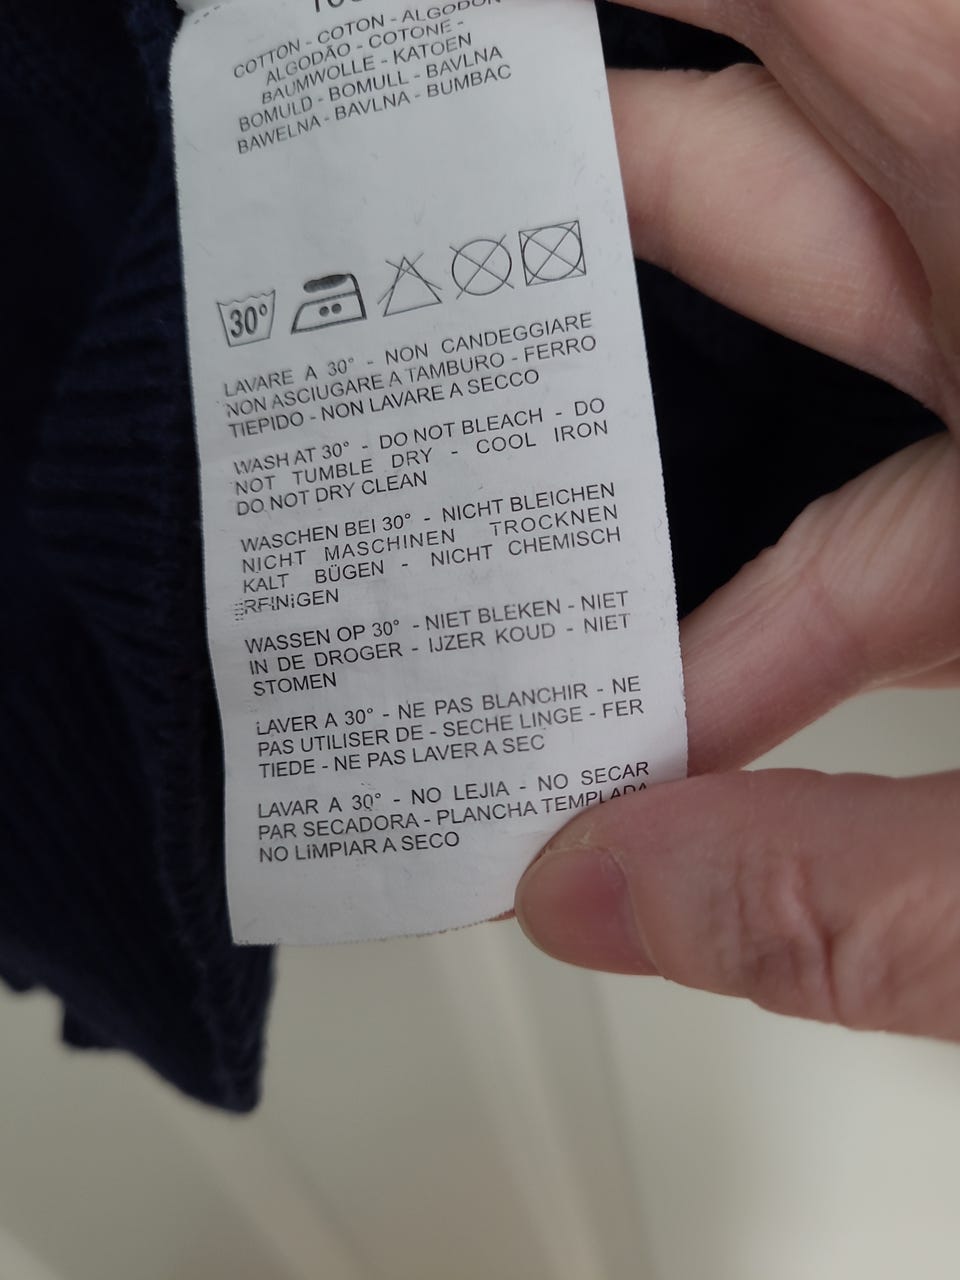 COTTON - COTON - ALGODON
ALGODÃO - COTONE -
BAUMWOLLE - KATOEN
BOMULD - BOMULL - BAVLNA
BAWELNA - BAVLNA - BUMBAC
30°
LAVARE A 30° - NON CANDEGGIARE
NON ASCIUGARE A TAMBURO - FERRO
TIEPIDO - NON LAVARE A SECCO
WASH AT 30° - DO NOT BLEACH - DO
NOT TUMBLE DRY - COOL IRON
DO NOT DRY CLEAN
WASCHEN BEI 30° - NICHT BLEICHEN
NICHT MASCHINEN TROCKNEN
KALT BÜGEN - NICHT CHEMISCH
REINiGEN
WASSEN OP 30° - NIET BLEKEN - NIET
IN DE DROGER - IJZER KOUD - NIET
STOMEN
LAVER A 30° - NE PAS BLANCHIR - NE
PAS UTILISER DE - SECHE LINGE - FER
TIEDE - NE PAS LAVER A SEC
LAVAR A 30° - NO LEJIA - NO SECAR
PAR SECADORA - PLANCHA TEMPLADA
NO LiMPIAR A SECO